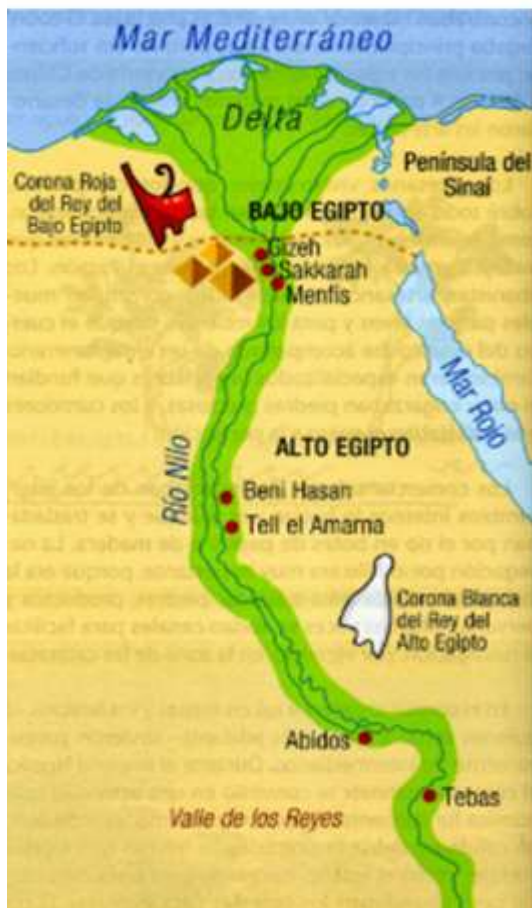 Mar Mediterráneo
Delta
Península del
Sinaí
Corona Roja
del Rey del
Bajo Egipto
BAJO EGIPTO
Gizeh
Sakkarah
Menfis
Mar Rojo
Río Nilo
ALTO EGIPTO
Beni Hasan
Tell el Amarna
Corona Blanca
del Rey del
Alto Egipto
Abidos
Tebas
Valle de los Reyes